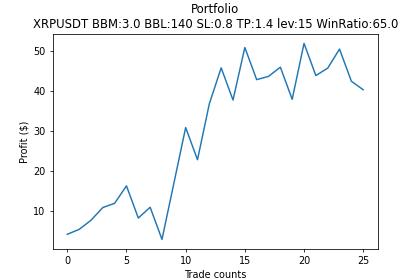 Portfolio
XRPUSDT BBM:3.0 BBL:140 SL:0.8 TP:1.4 lev:15 WinRatio:65.0
50
40
30
20
10
Profit ($)
0 5 10 15 20 25
Trade counts